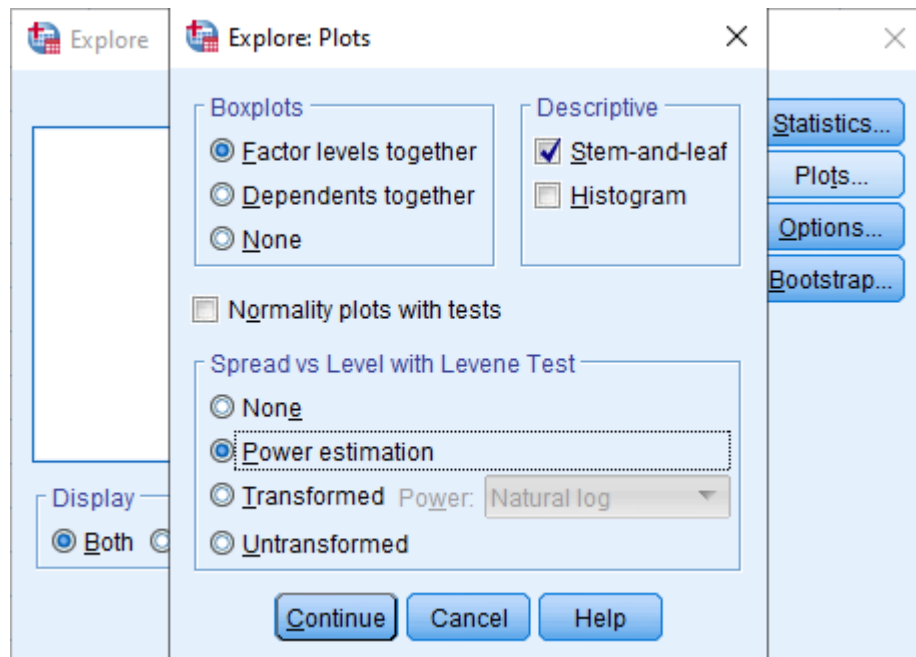 Explore
Explore: Plots
Boxplots
Factor levels together
Dependents together
None
Descriptive
Stem-and-leaf
Histogram
Normality plots with tests
Spread vs Level with Levene Test
None
Power estimation
Transformed Power: Natural log
Untransformed
Continue Cancel Help
Statistics...
Plots...
Options...
Bootstrap...
Display
Both